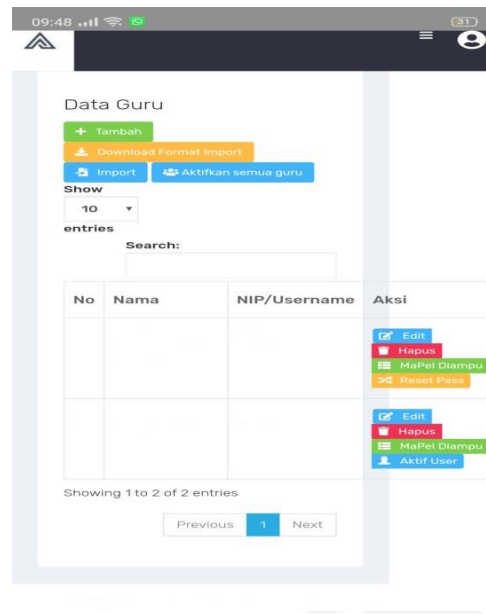 09:48
31
Data Guru
Tambah
Download Format Import
Import Aktifkan semua guru
Show
10
entries
Search:
No Nama NIP/Username Aksi
Edit
Hapus
MaPel Diampu
Reset Pass
Edit
Hapus
MaPel Diampu
Aktif User
Showing 1 to 2 of 2 entries
Previous 1 Next